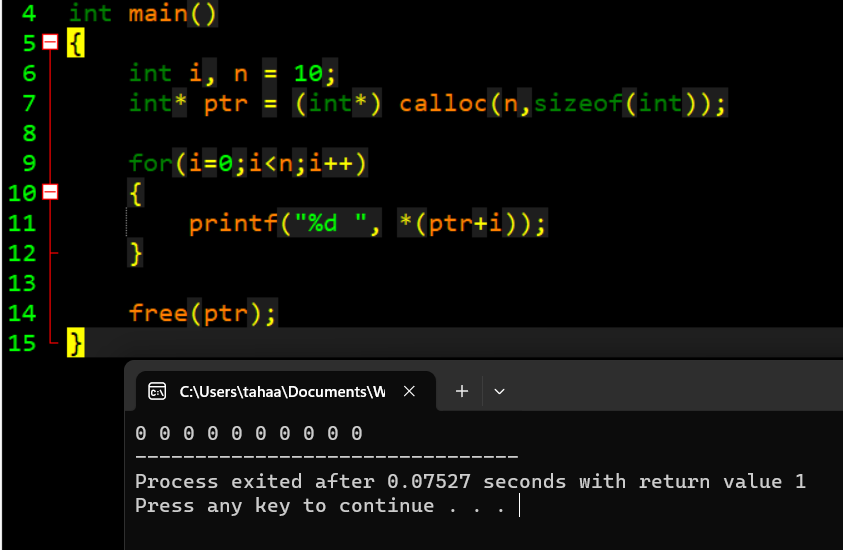 4 int main()
5 {
6 int i, n = 10;
7 int* ptr = (int*) calloc(n,sizeof(int));
8
9 for(i=0;i<n;i++)
10 {
11 printf("%d ", *(ptr+i));
12 }
13
14 free(ptr);
15 }
C:\Users\tahaa\Documents\W
0 0 0 0 0 0 0 0 0 0
--------------------------------
Process exited after 0.07527 seconds with return value 1
Press any key to continue . . .